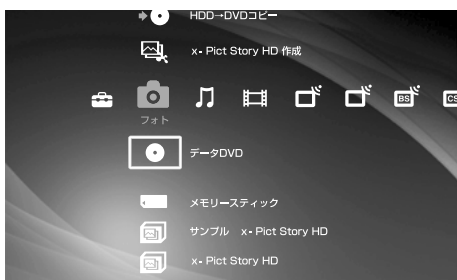 HDD→DVDコピー
x- Pict Story HD 作成
BS
CS
フォト
データDVD
メモリースティック
サンプル x- Pict Story HD
x- Pict Story HD